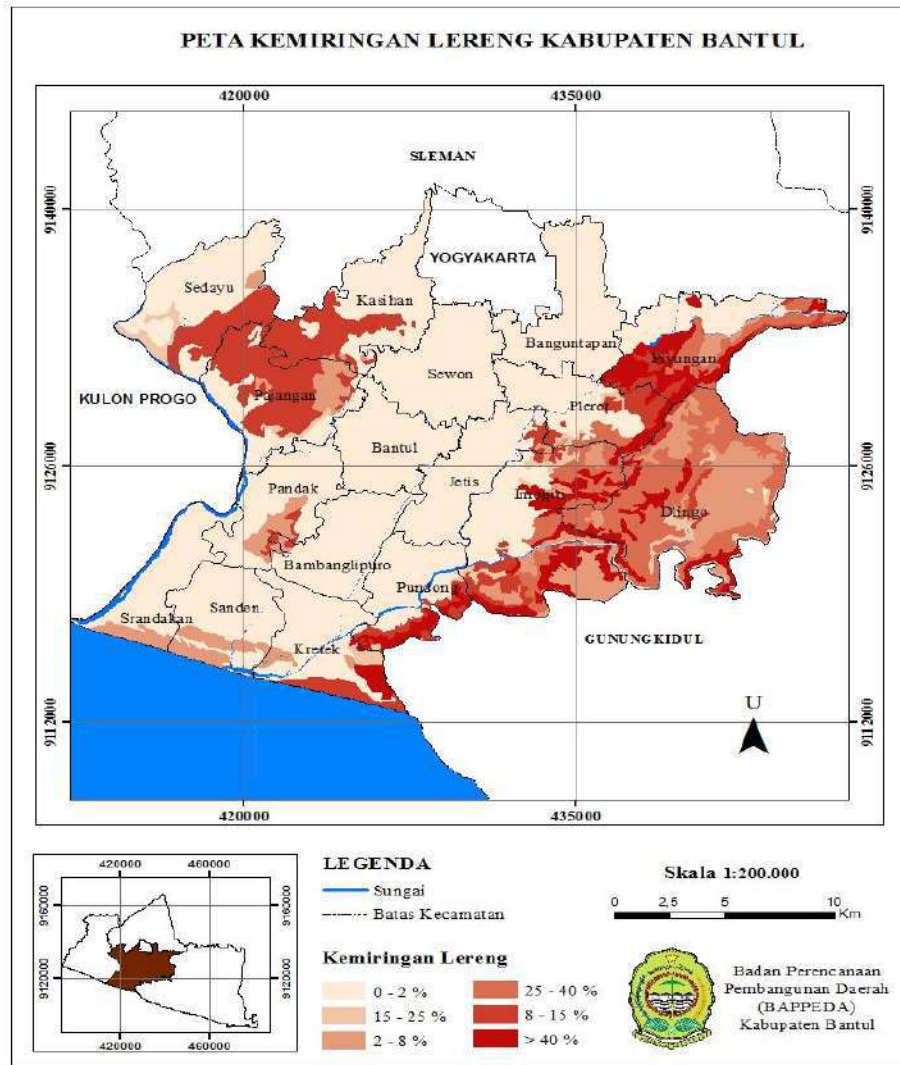 PETA KEMIRINGAN LERENG KABUPATEN BANTUL
420000
435000
SLEMAN
9140000
9140000
YOGYAKARTA
Sedayu
Kasihan
Banguntapan
Piyungan
Sewon
KULON PROGO
Pajangan
Pleret
9126000
Bantul
9126000
Jetis
Pandak
Imogiri
Dlingo
Bambanglipuro
Pundong
Sanden
Srandakan
GUNUNGKIDUL
Kretek
9112000
9112000
U
420000
435000
420000
460000
9160000
9120000
420000
460000
LEGENDA
Sungai
Batas Kecamatan
Kemiringan Lereng
0 - 2 %
25 - 40 %
15 - 25 %
8 - 15 %
2 - 8 %
> 40 %
Skala 1:200.000
0
2,5
5
10
Km
Badan Perencanaan
Pembangunan Daerah
(BAPPEDA)
Kabupaten Bantul